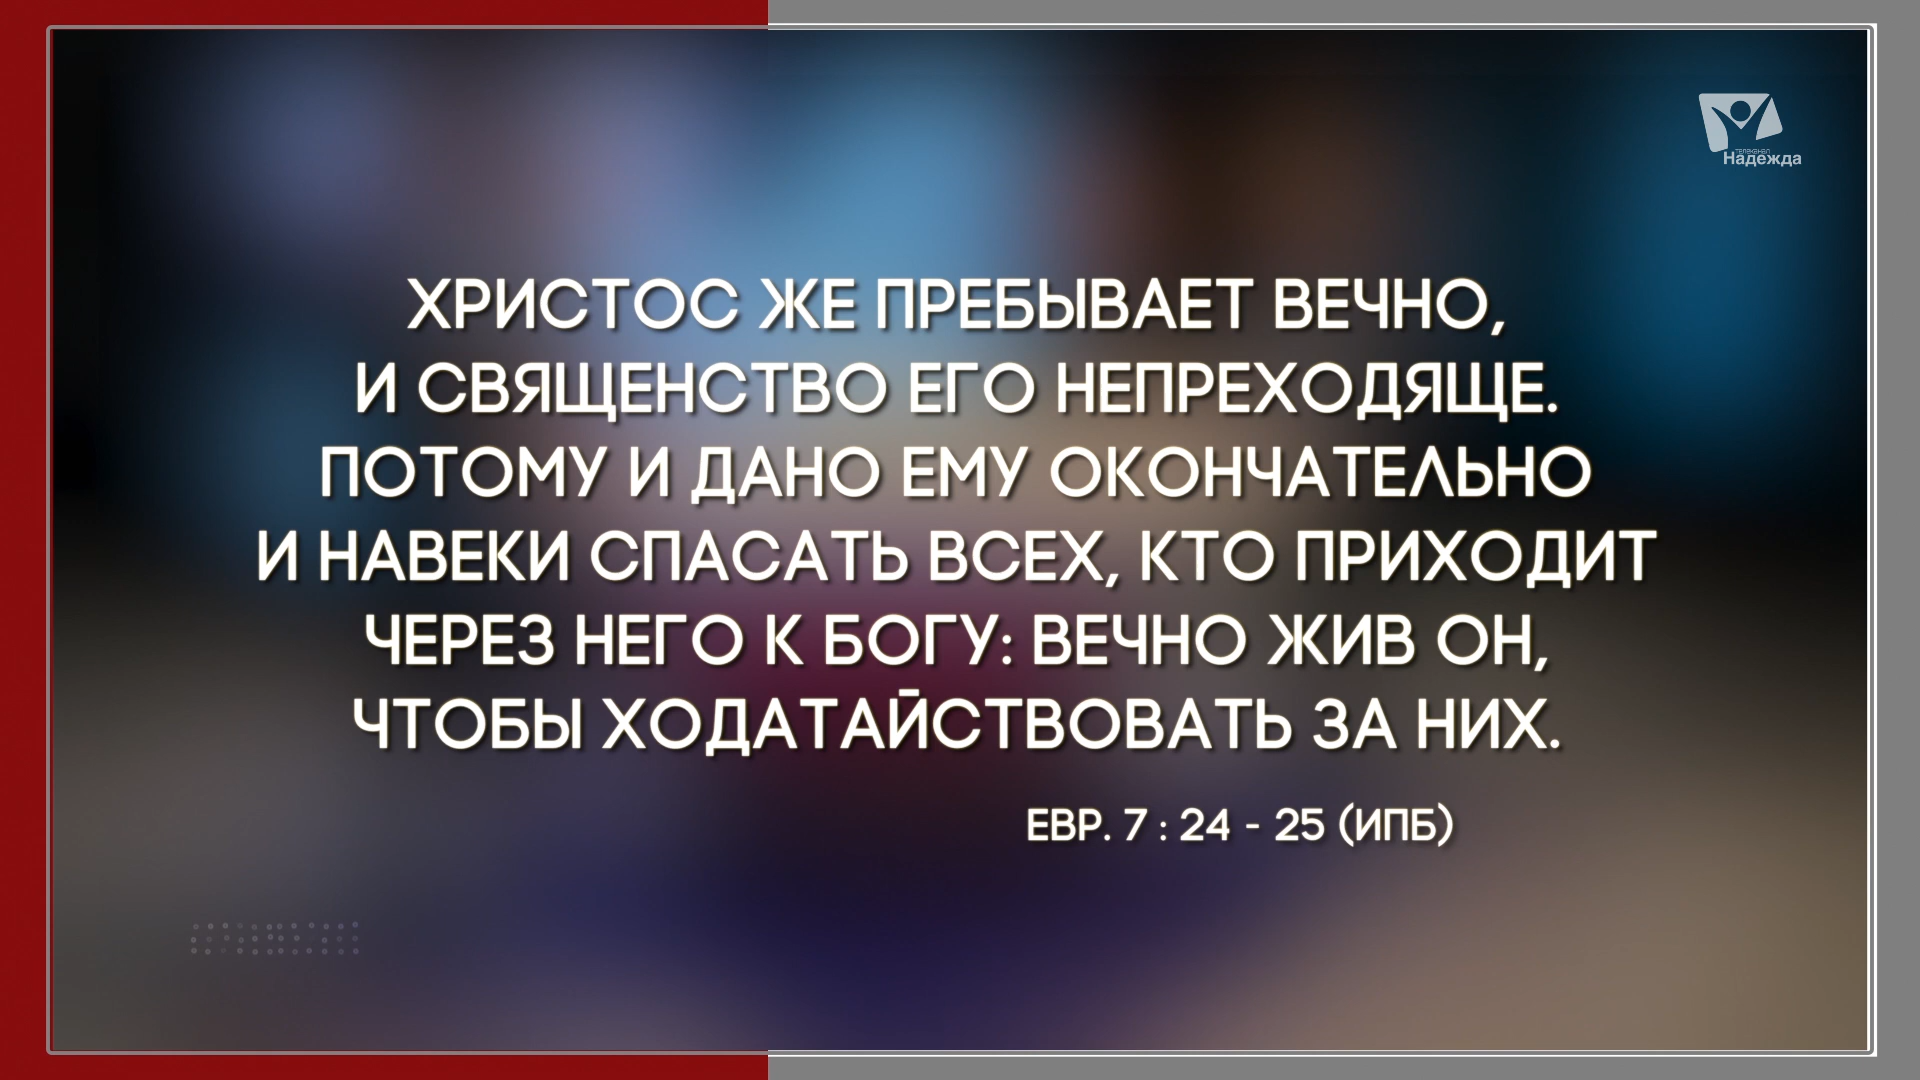 телеканал
Надежда
ХРИСТОС ЖЕ ПРЕБЫВАЕТ ВЕЧНО,
И СВЯЩЕНСТВО ЕГО НЕПРЕХОДЯЩЕ.
ПОТОМУ И ДАНО ЕМУ ОКОНЧАТЕЛЬНО
И НАВЕКИ СПАСАТЬ ВСЕХ, КТО ПРИХОДИТ
ЧЕРЕЗ НЕГО К БОГУ: ВЕЧНО ЖИВ ОН,
ЧТОБЫ ХОДАТАЙСТВОВАТЬ ЗА НИХ.
ЕВР. 7 : 24 - 25 (ИПБ)